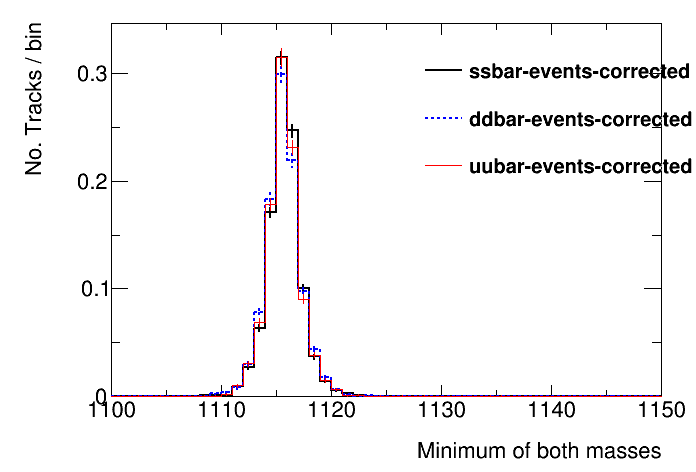 No. Tracks / bin
0.3
0.2
0.1
0
ssbar-events-corrected
ddbar-events-corrected
uubar-events-corrected
1100 1110 1120 1130 1140 1150
Minimum of both masses